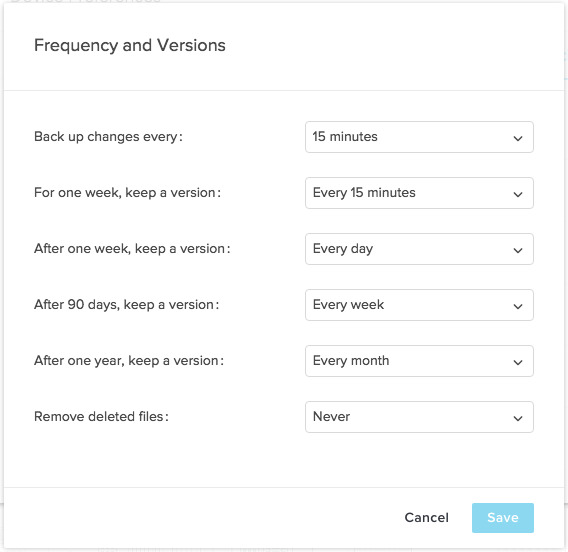 Frequency and Versions
Back up changes every: 15 minutes
For one week, keep a version: Every 15 minutes
After one week, keep a version: Every day
After 90 days, keep a version: Every week
After one year, keep a version: Every month
Remove deleted files: Never
Cancel Save